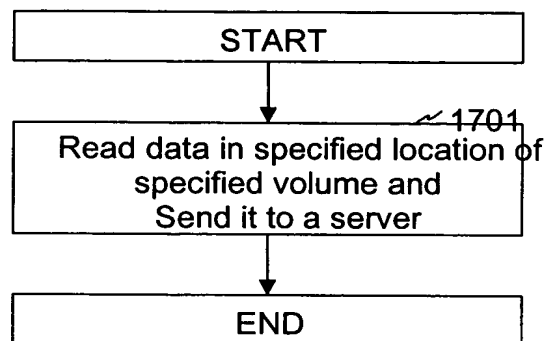 START
1701
Read data in specified location of
specified volume and
Send it to a server
END